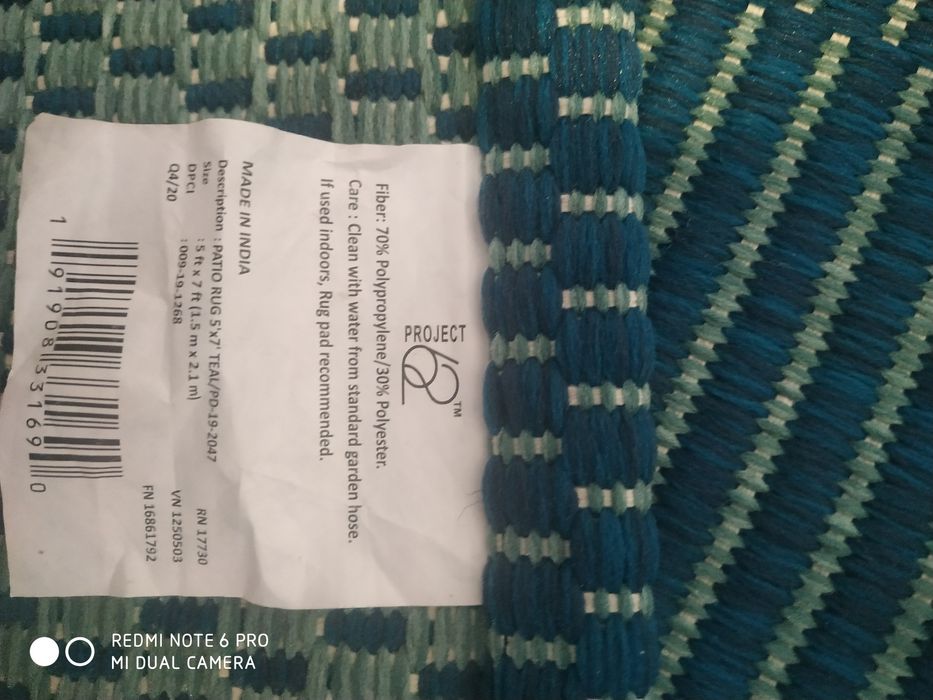 PROJECT
62™
Fiber: 70% Polypropylene/30% Polyester.
Care : Clean with water from standard garden hose.
If used indoors, Rug pad recommended.
MADE IN INDIA
Description : PATIO RUG 5'x7' TEAL/PD-19-2047
Size : 5 ft x 7 ft (1.5 m x 2.1 m)
DPCI : 009-19-1268
Q4/20
RN 17730
VN 1250503
FN 16861792
1 91908 33169 0
REDMI NOTE 6 PRO
MI DUAL CAMERA